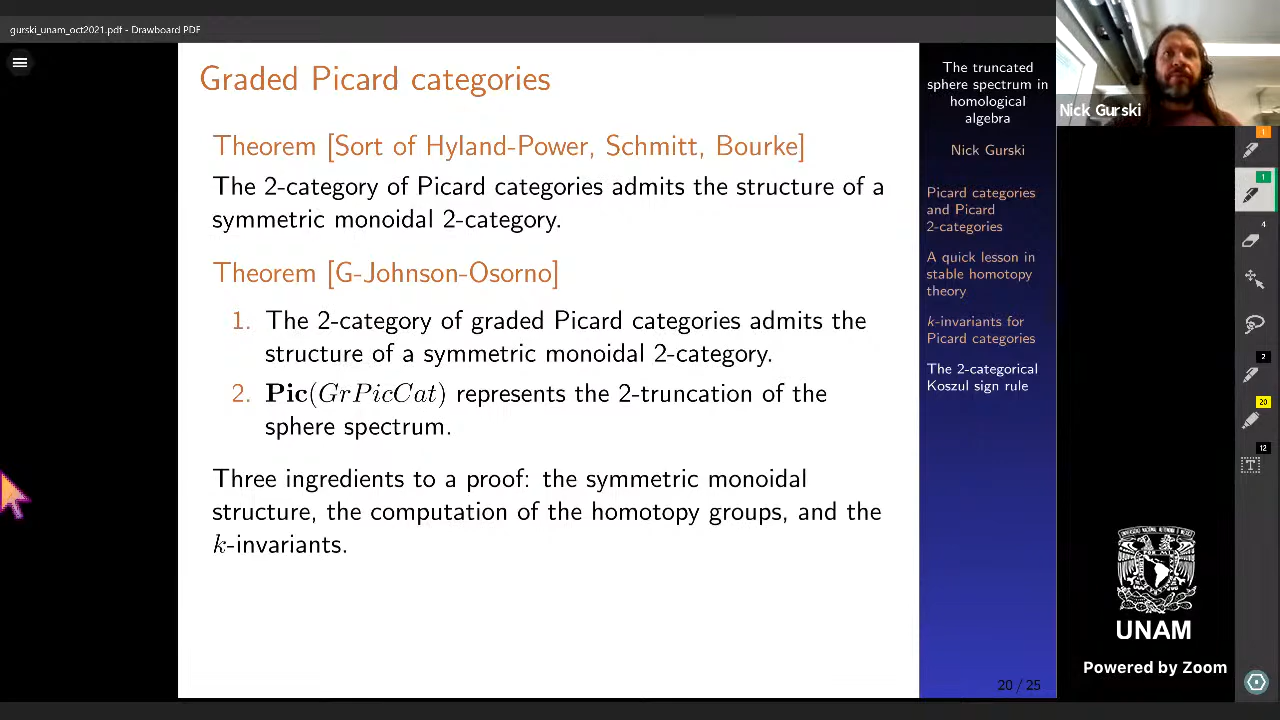 gurski_unam_oct2021.pdf - Drawboard PDF
Graded Picard categories
Theorem [Sort of Hyland-Power, Schmitt, Bourke]
The 2-category of Picard categories admits the structure of a
symmetric monoidal 2-category.
Theorem [G-Johnson-Osorno]
1. The 2-category of graded Picard categories admits the
structure of a symmetric monoidal 2-category.
2. Pic(GrPicCat) represents the 2-truncation of the
sphere spectrum.
Three ingredients to a proof: the symmetric monoidal
structure, the computation of the homotopy groups, and the
k-invariants.
The truncated
sphere spectrum in
homological
algebra
Nick Gurski
Picard categories
and Picard
2-categories
A quick lesson in
stable homotopy
theory
k-invariants for
Picard categories
The 2-categorical
Koszul sign rule
20 / 25
Nick Gurski
1
1
4
2
20
12
T
UNAM
Powered by Zoom